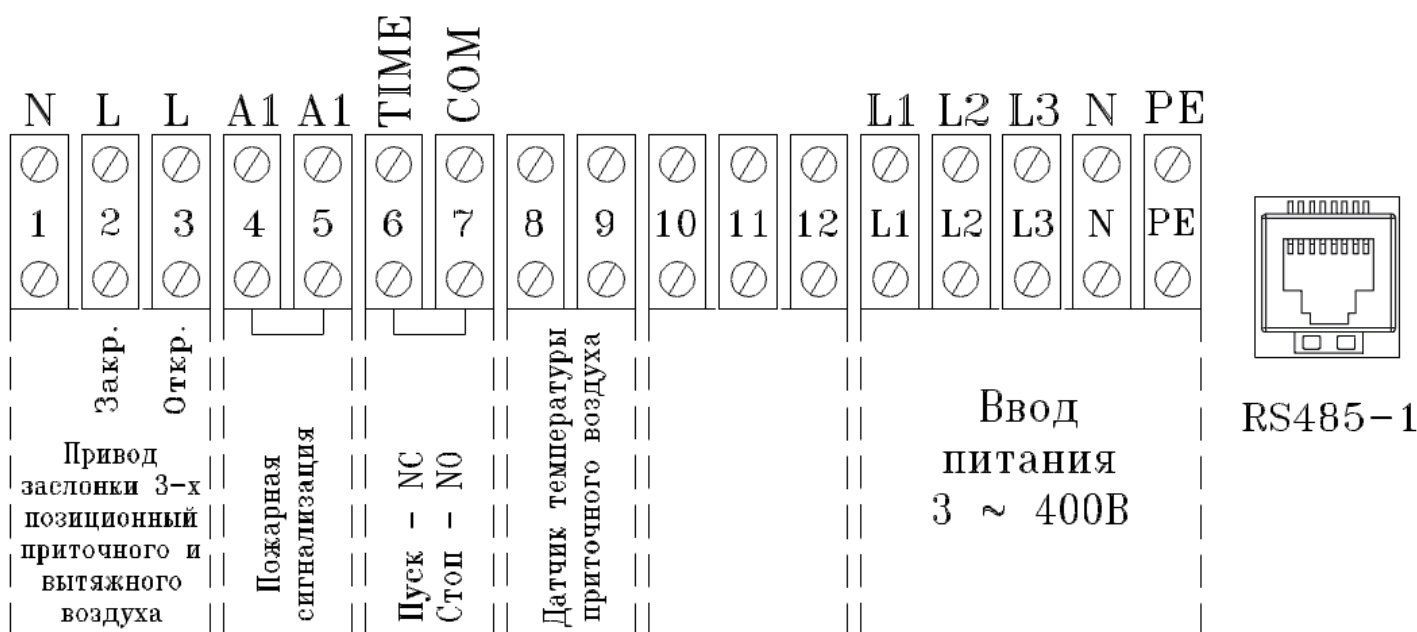 N L L A1 A1 TIME COM L1 L2 L3 N PE
1 2 3 4 5 6 7 8 9 10 11 12 L1 L2 L3 N PE
Закр.
Откр.
Привод
заслонки 3-х
позиционный
приточного и
вытяжного
воздуха
Пожарная
сигнализация
Пуск - NC
Стоп - NO
Датчик температуры
приточного воздуха
Ввод
питания
3 ~ 400В
RS485-1